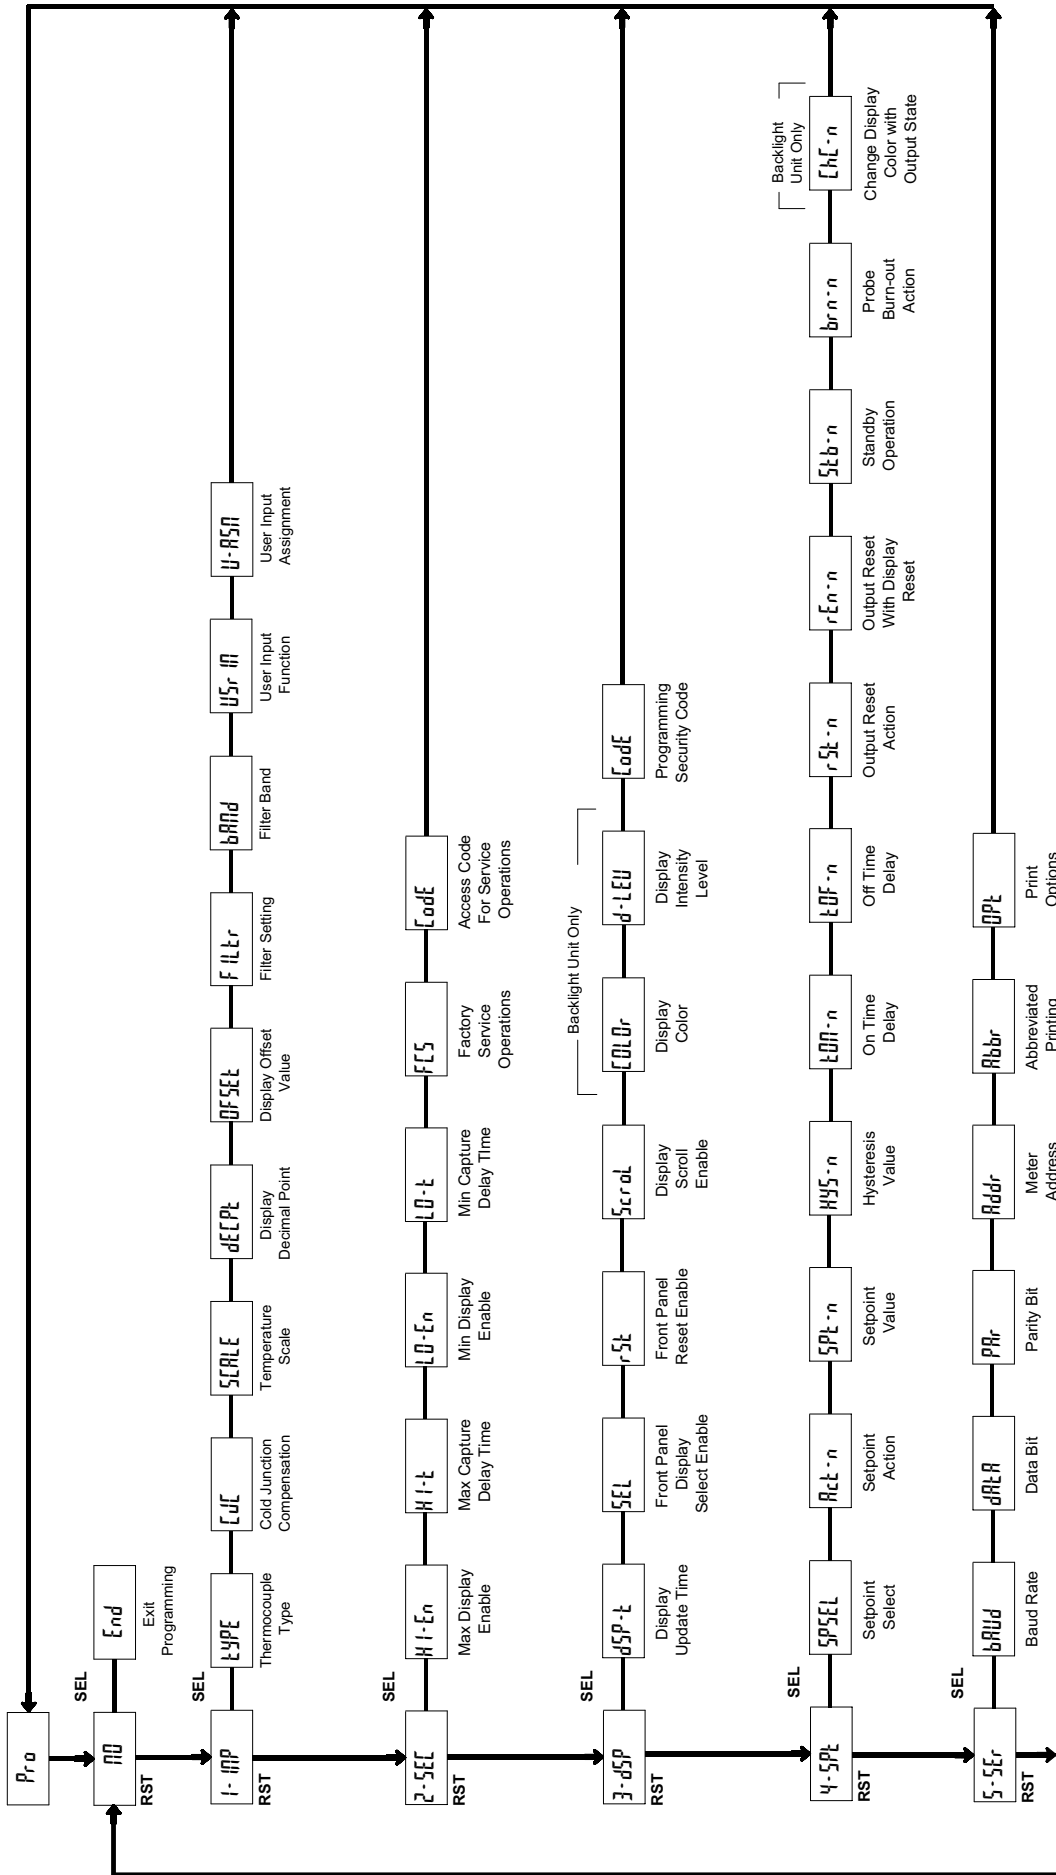 Pro
NO
SEL
RST
End
Exit
Programming
1-INP
SEL
RST
tYPE
Thermocouple
Type
CJC
Cold Junction
Compensation
SCALE
Temperature
Scale
dECPt
Display
Decimal Point
OFSEt
Display Offset
Value
FILtr
Filter Setting
bANd
Filter Band
USr IN
User Input
Function
U-ASN
User Input
Assignment
2-SEC
SEL
RST
HI-En
Max Display
Enable
HI-t
Max Capture
Delay Time
LO-En
Min Display
Enable
LO-t
Min Capture
Delay TIme
FCS
Factory
Service
Operations
CodE
Access Code
For Service
Operations
3-dSP
SEL
RST
dSP-t
Display
Update Time
SEL
Front Panel
Display
Select Enable
rSt
Front Panel
Reset Enable
ScroL
Display
Scroll
Enable
Backlight Unit Only
COLOr
Display
Color
d-LEV
Display
Intensity
Level
CodE
Programming
Security Code
4-SPt
SEL
RST
SPSEL
Setpoint
Select
Act-n
Setpoint
Action
SPt-n
Setpoint
Value
HYS-n
Hysteresis
Value
tON-n
On Time
Delay
tOF-n
Off Time
Delay
rSt-n
Output Reset
Action
rEn-n
Output Reset
With Display
Reset
Stb-n
Standby
Operation
brn-n
Probe
Burn-out
Action
Backlight
Unit Only
ChC-n
Change Display
Color with
Output State
5-SEr
SEL
RST
bAUd
Baud Rate
dAtA
Data Bit
PAr
Parity Bit
Addr
Meter
Address
Abbr
Abbreviated
Printing
OPt
Print
Options